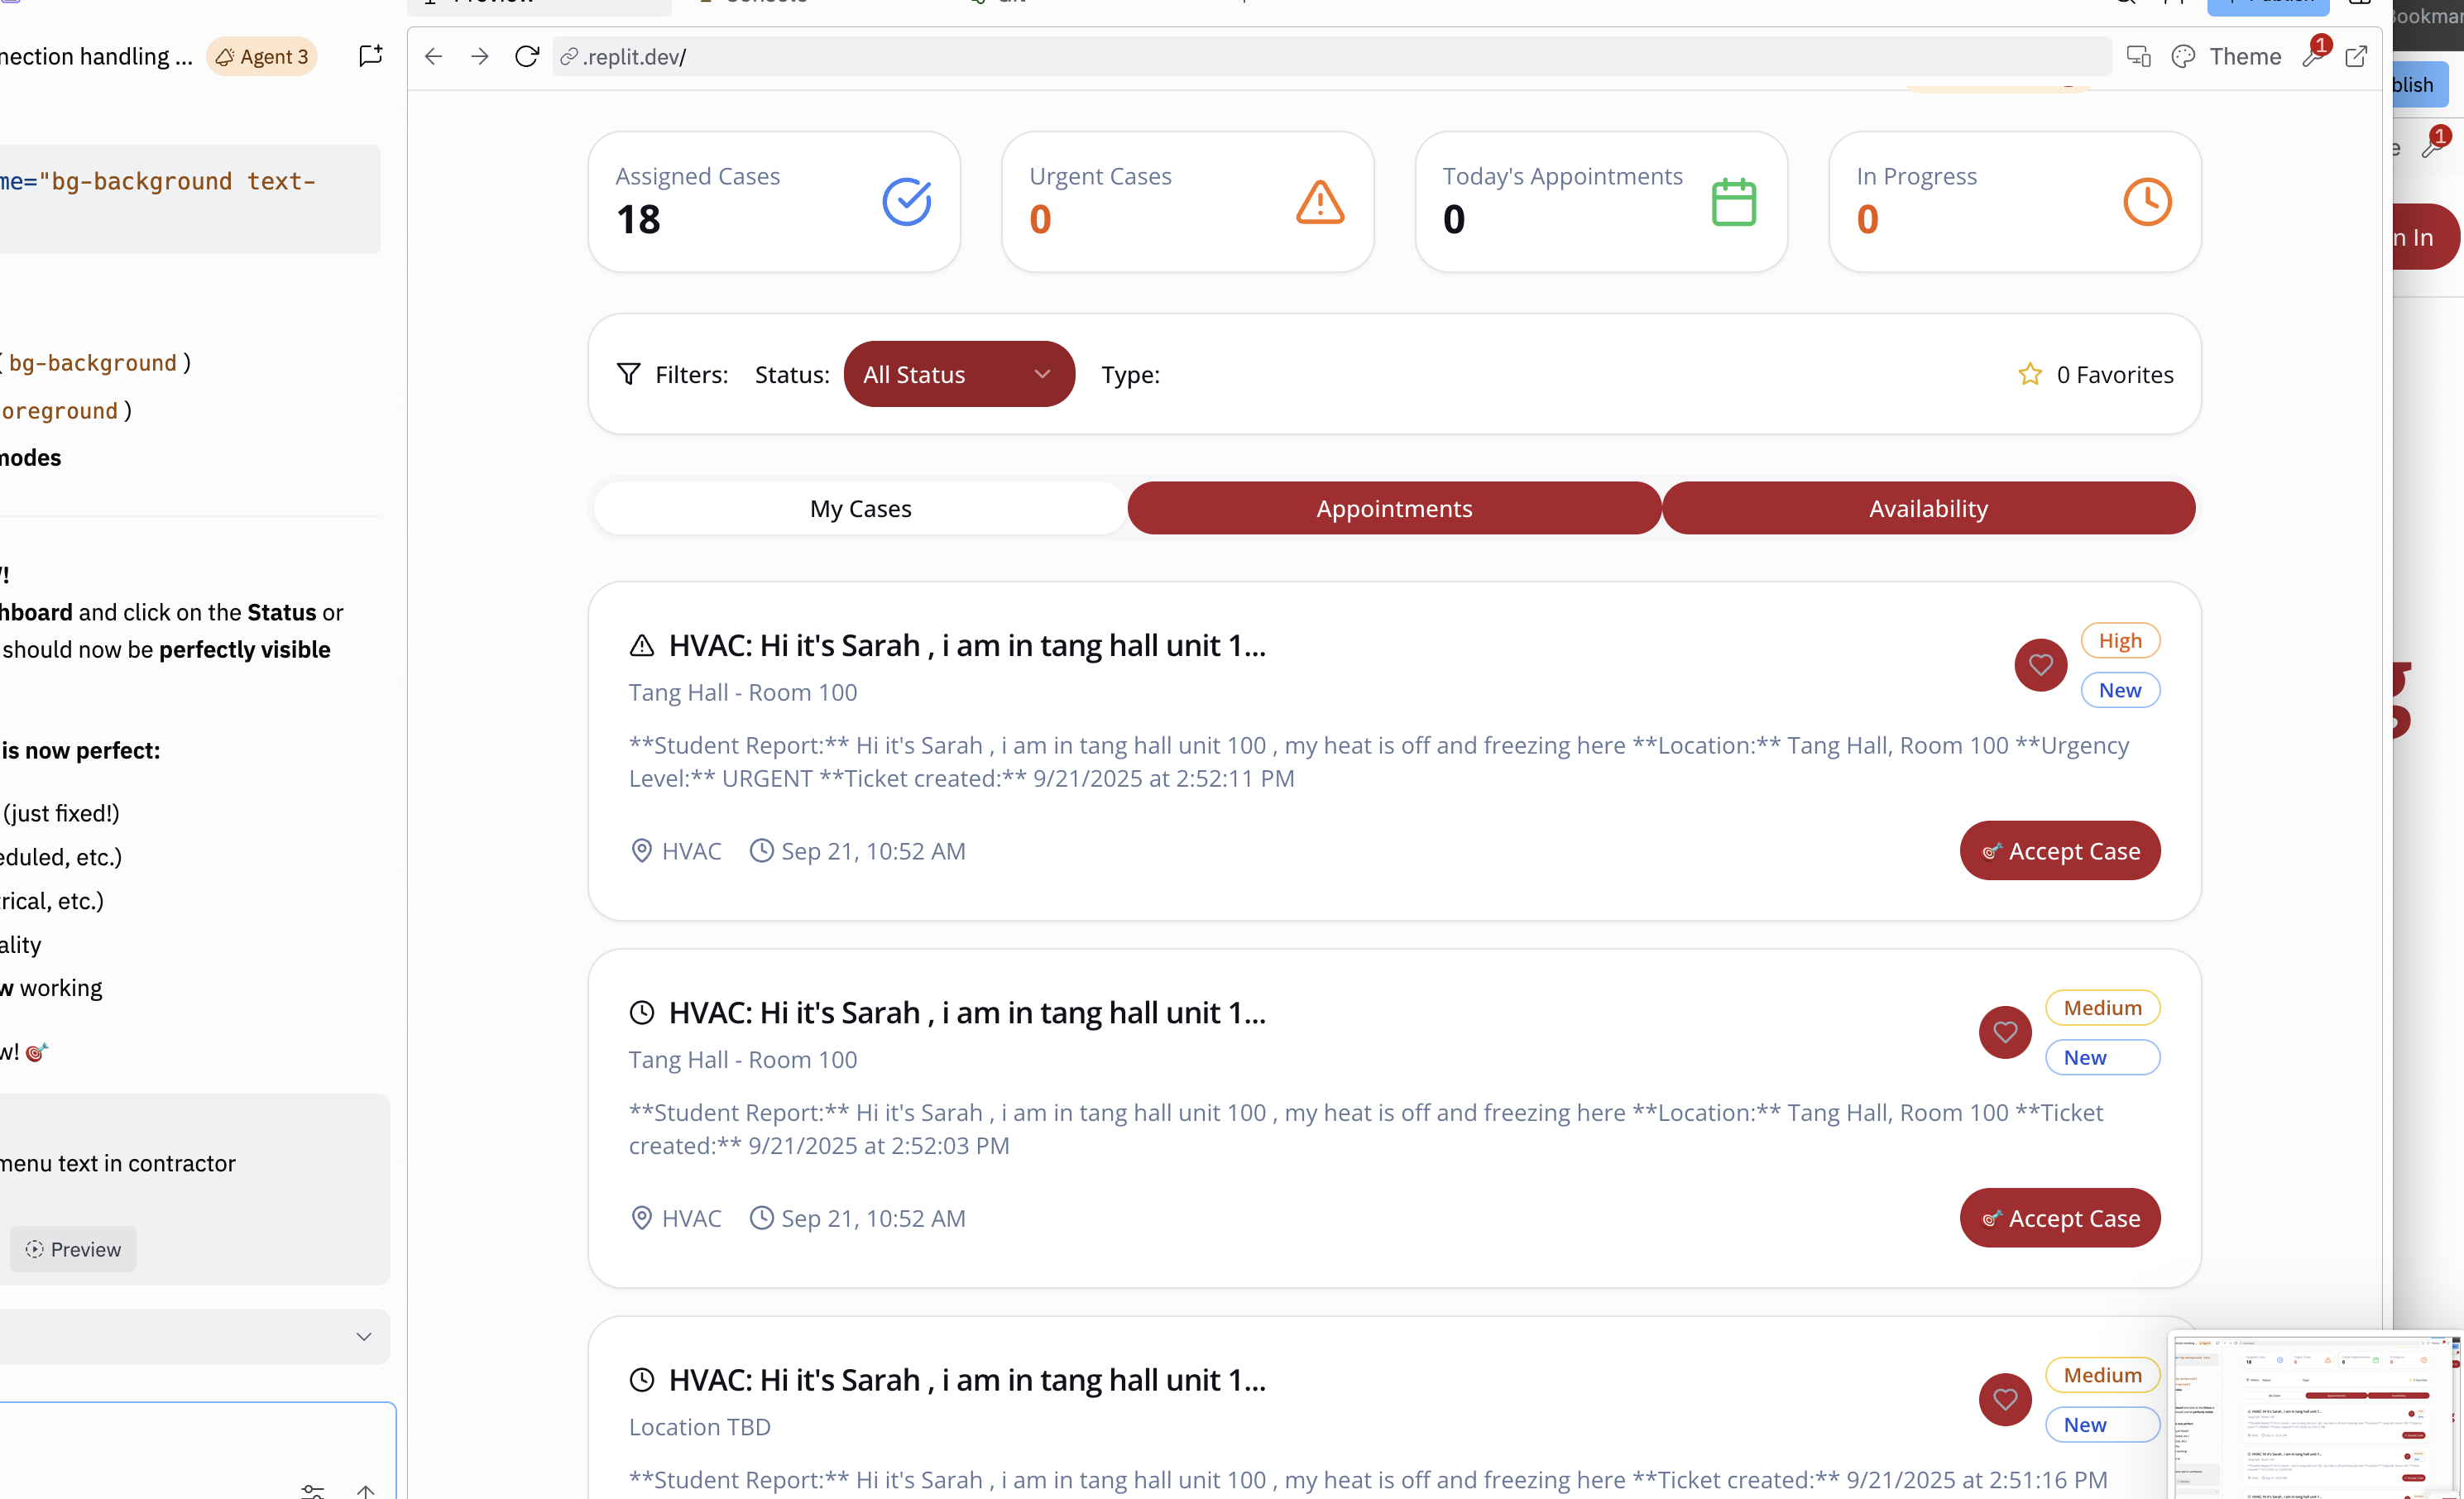 nection handling ...
Agent 3
me="bg-background text-
(bg-background)
oreground)
modes
hboard and click on the Status or
should now be perfectly visible
is now perfect:
(just fixed!)
eduled, etc.)
rical, etc.)
ality
w working
w!
menu text in contractor
Preview
.replit.dev/
Theme
1
Assigned Cases
18
Urgent Cases
0
Today's Appointments
0
In Progress
0
Filters:
Status:
All Status
Type:
0 Favorites
My Cases
Appointments
Availability
HVAC: Hi it's Sarah , i am in tang hall unit 1...
High
New
Tang Hall - Room 100
**Student Report:** Hi it's Sarah , i am in tang hall unit 100 , my heat is off and freezing here **Location:** Tang Hall, Room 100 **Urgency
Level:** URGENT **Ticket created:** 9/21/2025 at 2:52:11 PM
HVAC
Sep 21, 10:52 AM
Accept Case
HVAC: Hi it's Sarah , i am in tang hall unit 1...
Medium
New
Tang Hall - Room 100
**Student Report:** Hi it's Sarah , i am in tang hall unit 100 , my heat is off and freezing here **Location:** Tang Hall, Room 100 **Ticket
created:** 9/21/2025 at 2:52:03 PM
HVAC
Sep 21, 10:52 AM
Accept Case
HVAC: Hi it's Sarah , i am in tang hall unit 1...
Medium
New
Location TBD
**Student Report:** Hi it's Sarah , i am in tang hall unit 100 , my heat is off and freezing here **Ticket created:** 9/21/2025 at 2:51:16 PM
Bookmar
blish
e
1
n In
g